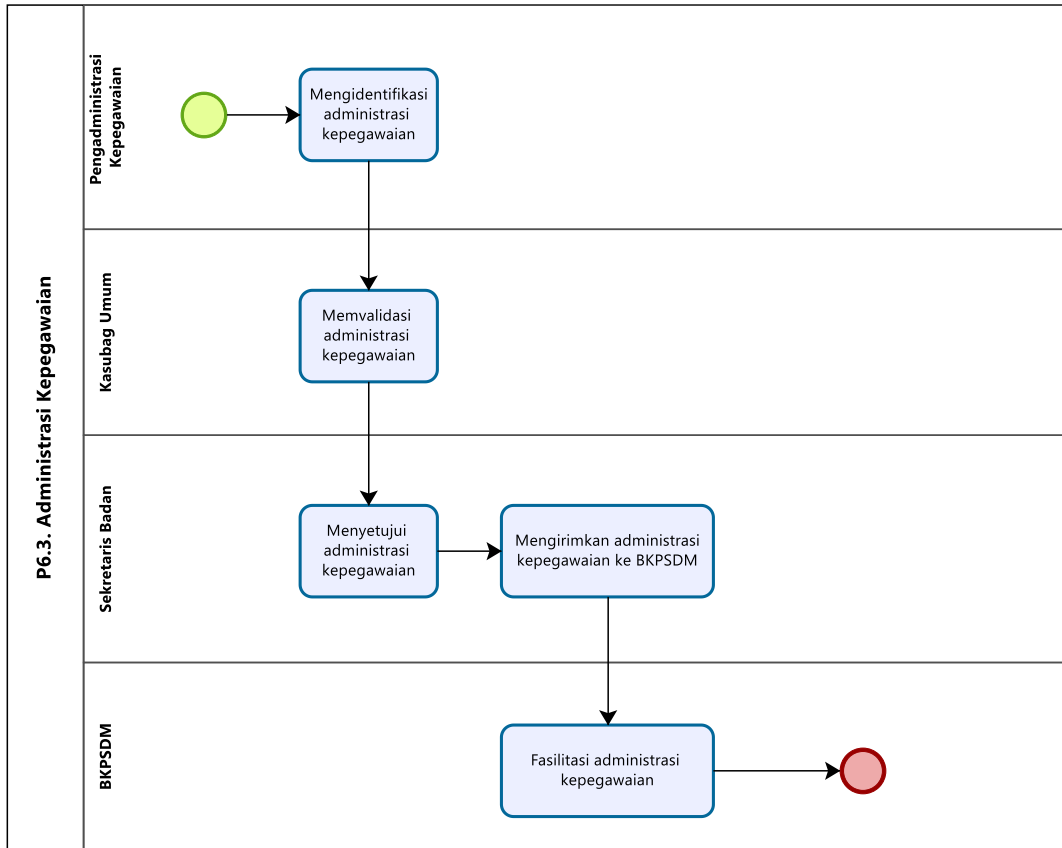 P6.3. Administrasi Kepegawaian
Pengadministrasi
Kepegawaian
Mengidentifikasi
administrasi
kepegawaian
Kasubag Umum
Memvalidasi
administrasi
kepegawaian
Sekretaris Badan
Menyetujui
administrasi
kepegawaian
Mengirimkan administrasi
kepegawaian ke BKPSDM
BKPSDM
Fasilitasi administrasi
kepegawaian